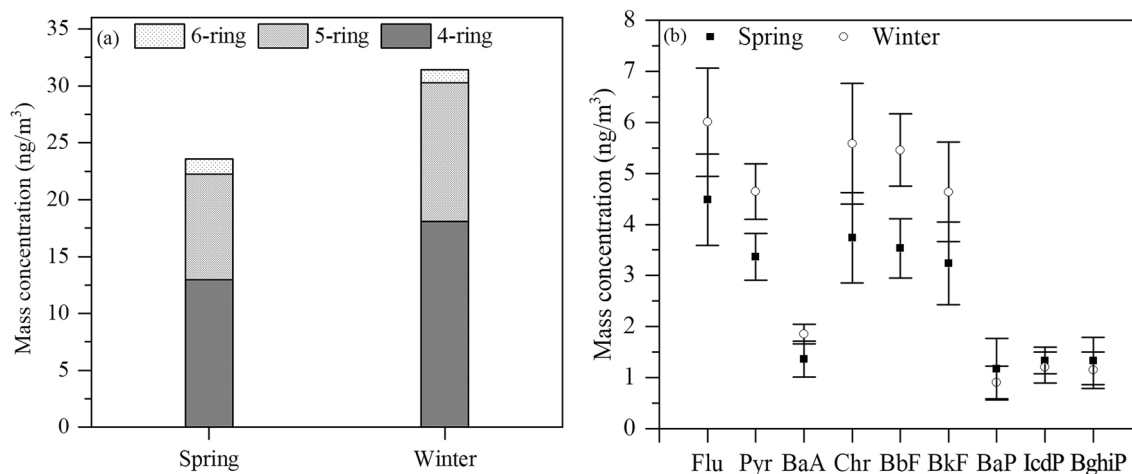 (a) 6-ring 5-ring 4-ring
35
30
25
20
15
10
5
0
Mass concentration (ng/m³)
Spring Winter
(b) Spring Winter
8
7
6
5
4
3
2
1
0
Mass concentration (ng/m³)
Flu Pyr BaA Chr BbF BkF BaP IcdP BghiP